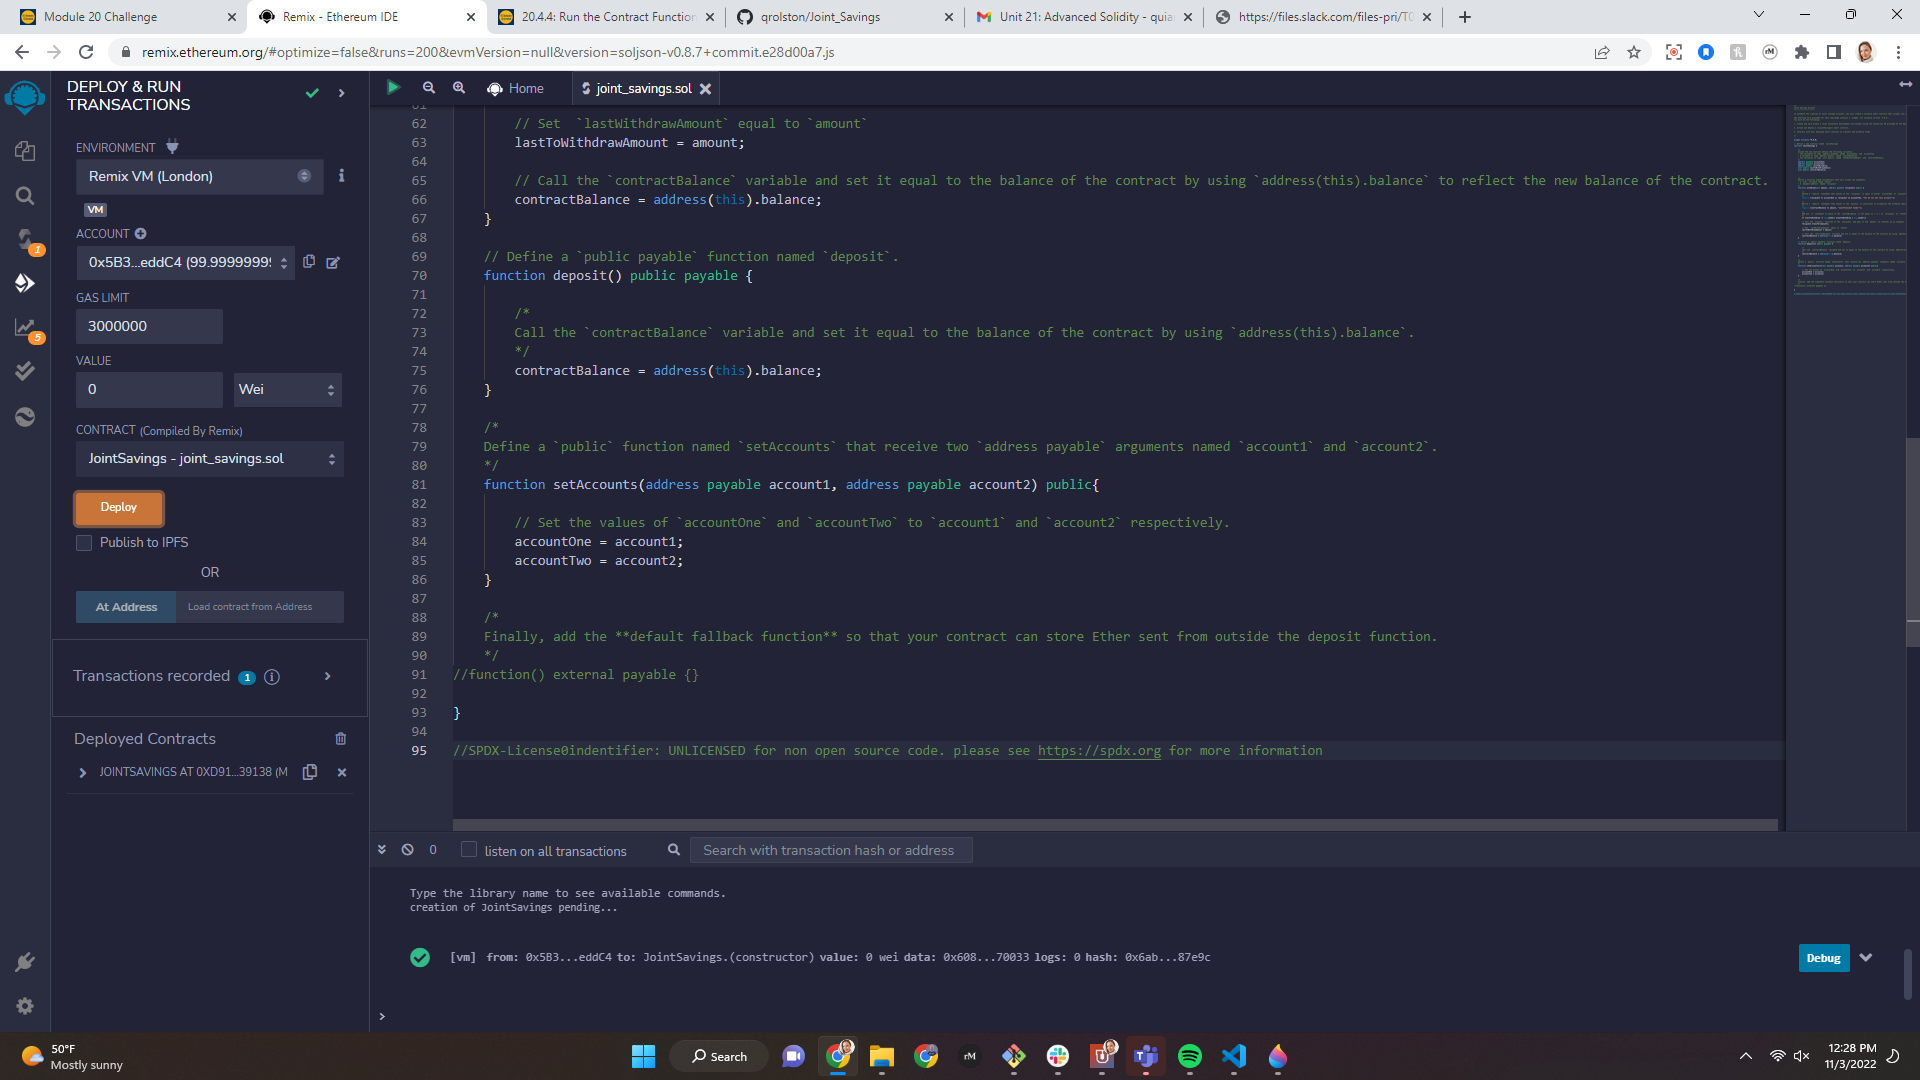 Module 20 Challenge
Remix - Ethereum IDE
20.4.4: Run the Contract Function
qrolston/Joint_Savings
Unit 21: Advanced Solidity - quia
https://files.slack.com/files-pri/T0
remix.ethereum.org/#optimize=false&runs=200&evmVersion=null&version=soljson-v0.8.7+commit.e28d00a7.js
DEPLOY & RUN
TRANSACTIONS
ENVIRONMENT
Remix VM (London)
VM
ACCOUNT
0x5B3...eddC4 (99.99999999
GAS LIMIT
3000000
VALUE
0
Wei
CONTRACT (Compiled By Remix)
JointSavings - joint_savings.sol
Deploy
Publish to IPFS
OR
At Address
Load contract from Address
Transactions recorded 1
Deployed Contracts
JOINTSAVINGS AT 0XD91...39138 (M
1
5
Home
joint_savings.sol
61
62 // Set  `lastWithdrawAmount` equal to `amount`
63 lastToWithdrawAmount = amount;
64
65 // Call the `contractBalance` variable and set it equal to the balance of the contract by using `address(this).balance` to reflect the new balance of the contract.
66 contractBalance = address(this).balance;
67 }
68
69 // Define a `public payable` function named `deposit`.
70 function deposit() public payable {
71
72 /*
73 Call the `contractBalance` variable and set it equal to the balance of the contract by using `address(this).balance`.
74 */
75 contractBalance = address(this).balance;
76 }
77
78 /*
79 Define a `public` function named `setAccounts` that receive two `address payable` arguments named `account1` and `account2`.
80 */
81 function setAccounts(address payable account1, address payable account2) public{
82
83 // Set the values of `accountOne` and `accountTwo` to `account1` and `account2` respectively.
84 accountOne = account1;
85 accountTwo = account2;
86 }
87
88 /*
89 Finally, add the **default fallback function** so that your contract can store Ether sent from outside the deposit function.
90 */
91 //function() external payable {}
92
93 }
94
95 //SPDX-License0indentifier: UNLICENSED for non open source code. please see https://spdx.org for more information
0
listen on all transactions
Search with transaction hash or address
Type the library name to see available commands.
creation of JointSavings pending...
[vm] from: 0x5B3...eddC4 to: JointSavings.(constructor) value: 0 wei data: 0x608...70033 logs: 0 hash: 0x6ab...87e9c
Debug
>
50°F
Mostly sunny
Search
rM
12:28 PM
11/3/2022